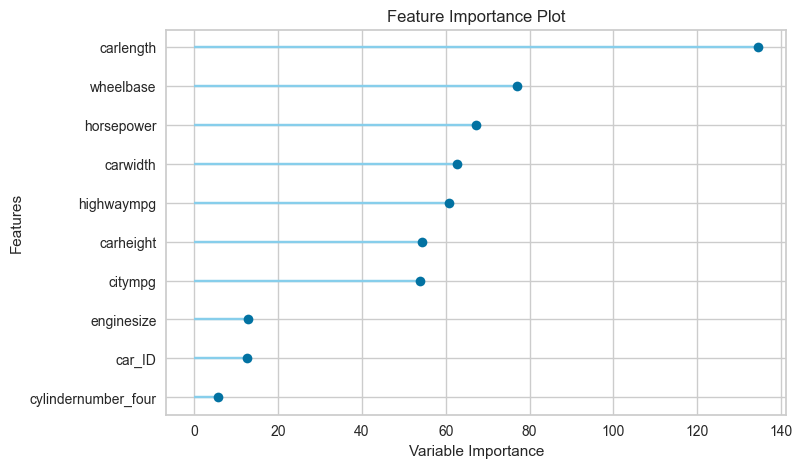 Feature Importance Plot
carlength
wheelbase
horsepower
carwidth
highwaympg
carheight
citympg
enginesize
car_ID
cylindernumber_four
Features
0 20 40 60 80 100 120 140
Variable Importance